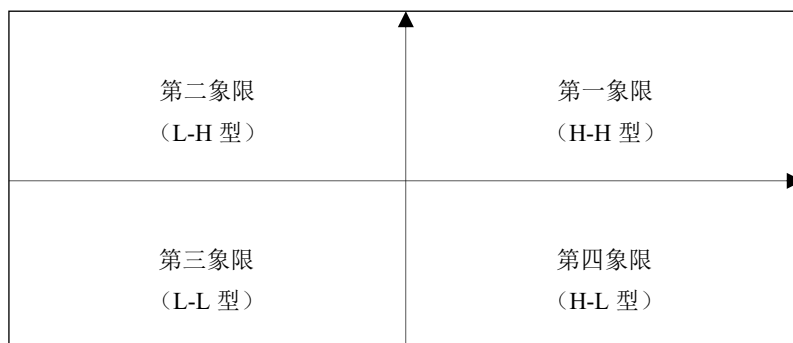 第二象限
（L-H 型）
第一象限
（H-H 型）
第三象限
（L-L 型）
第四象限
（H-L 型）